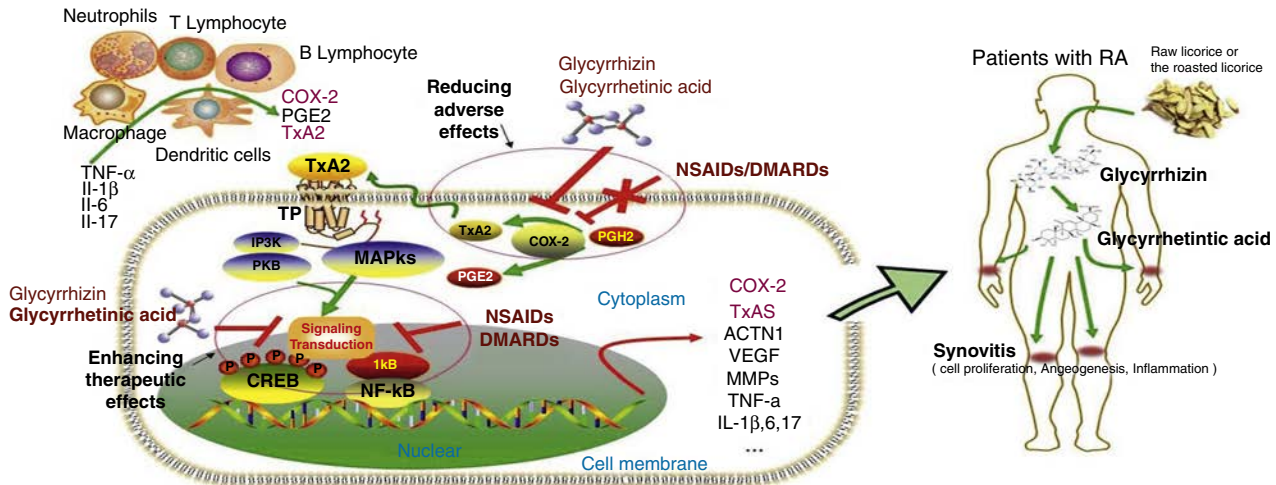 Neutrophils
T Lymphocyte
B Lymphocyte
Macrophage
Dendritic cells
COX-2
PGE2
TxA2
TNF-α
Il-1β
Il-6
Il-17
Reducing
adverse
effects
Glycyrrhizin
Glycyrrhetinic acid
NSAIDs/DMARDs
TxA2
TP
TxA2
COX-2
PGH2
PGE2
IP3K
PKB
MAPks
Cytoplasm
Glycyrrhizin
Glycyrrhetinic acid
Signaling
Transduction
NSAIDs
DMARDs
Enhancing
therapeutic
effects
P
P
P
P
P
P
CREB
1kB
NF-kB
Nuclear
Cell membrane
COX-2
TxAS
ACTN1
VEGF
MMPs
TNF-a
IL-1β,6,17
...
Patients with RA
Raw licorice or
the roasted licorice
Glycyrrhizin
Glycyrrhetintic acid
Synovitis
( cell proliferation, Angeogenesis, Inflammation )